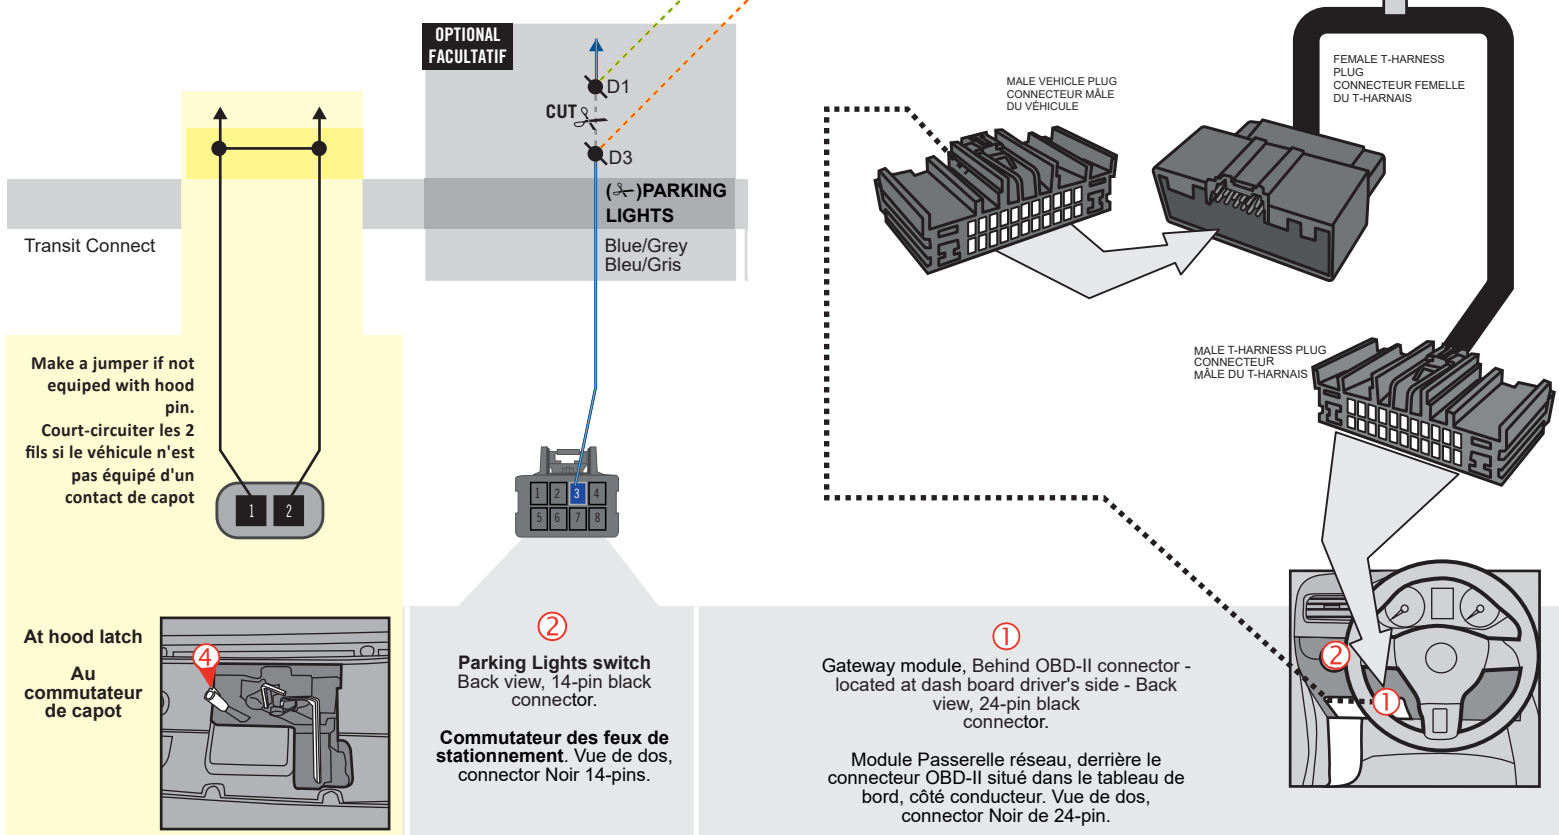 OPTIONAL
FACULTATIF
D1
CUT
D3
(✂)PARKING
LIGHTS
Blue/Grey
Bleu/Gris
Transit Connect
Make a jumper if not
equiped with hood
pin.
Court-circuiter les 2
fils si le véhicule n'est
pas équipé d'un
contact de capot
1 2
1 2 3 4
5 6 7 8
MALE VEHICLE PLUG
CONNECTEUR MÂLE
DU VÉHICULE
FEMALE T-HARNESS
PLUG
CONNECTEUR FEMELLE
DU T-HARNAIS
MALE T-HARNESS PLUG
CONNECTEUR
MÂLE DU T-HARNAIS
At hood latch
Au
commutateur
de capot
4
2
Parking Lights switch
Back view, 14-pin black
connector.
Commutateur des feux de
stationnement. Vue de dos,
connector Noir 14-pins.
1
Gateway module, Behind OBD-II connector -
located at dash board driver's side - Back
view, 24-pin black
connector.
Module Passerelle réseau, derrière le
connecteur OBD-II situé dans le tableau de
bord, côté conducteur. Vue de dos,
connector Noir de 24-pin.
2
1